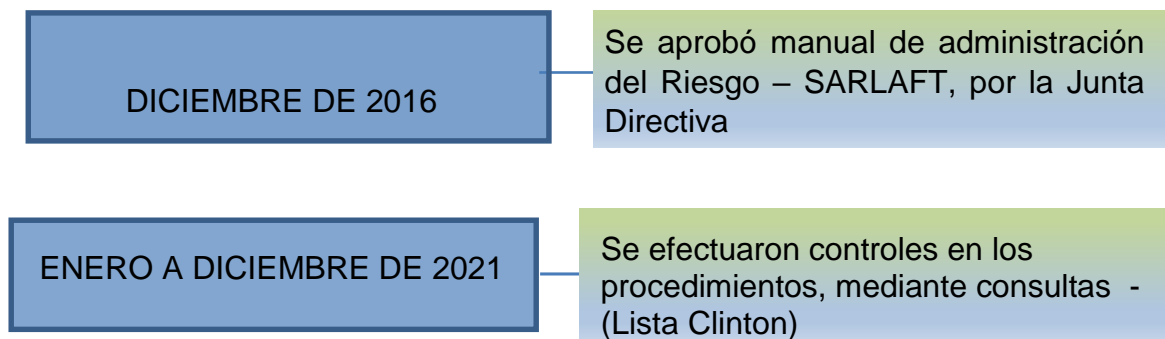 DICIEMBRE DE 2016
Se aprobó manual de administración
del Riesgo – SARLAFT, por la Junta
Directiva
ENERO A DICIEMBRE DE 2021
Se efectuaron controles en los
procedimientos, mediante consultas -
(Lista Clinton)